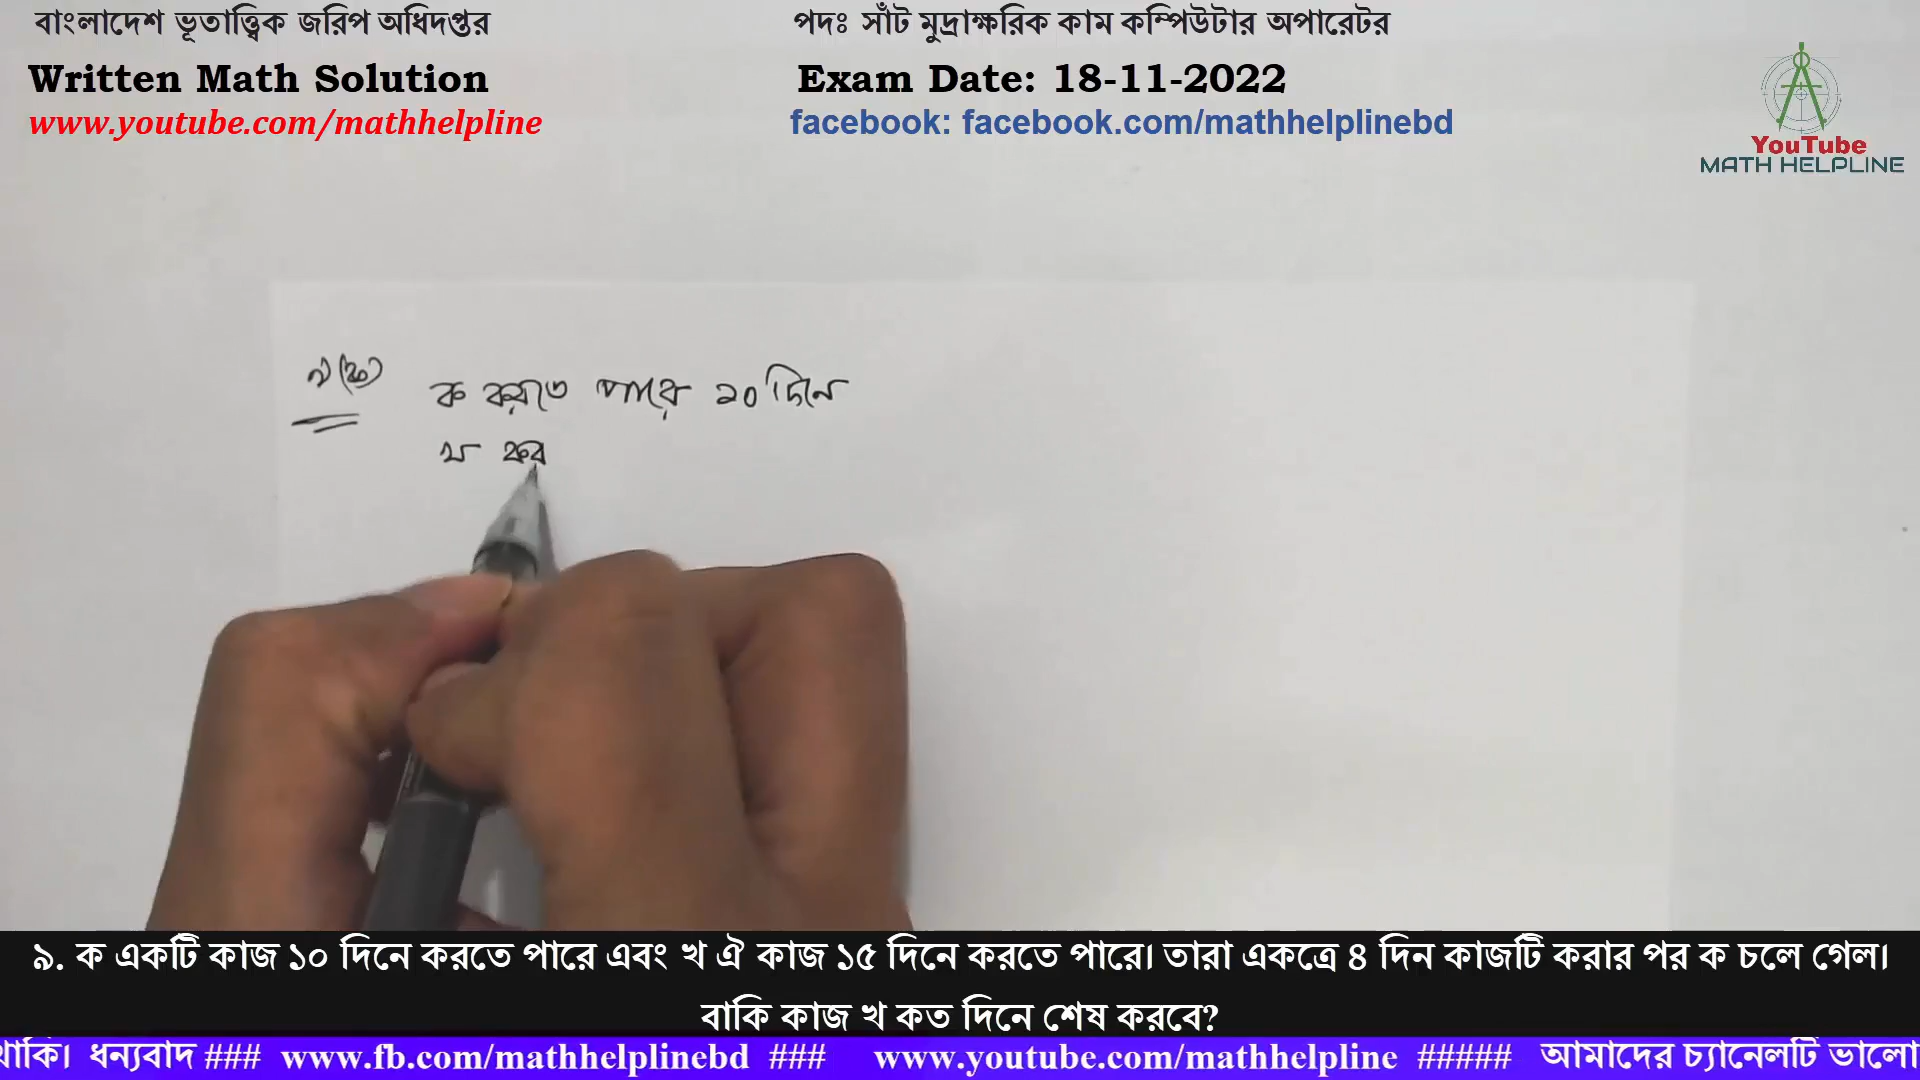 বাংলাদেশ ভূতাত্ত্বিক জরিপ অধিদপ্তর
পদঃ সাঁট মুদ্রাক্ষরিক কাম কম্পিউটার অপারেটর
Written Math Solution
Exam Date: 18-11-2022
www.youtube.com/mathhelpline
facebook: facebook.com/mathhelplinebd
YouTube
MATH HELPLINE
ক করতে পারে ১০ দিনে
খ কর
৯. ক একটি কাজ ১০ দিনে করতে পারে এবং খ ঐ কাজ ১৫ দিনে করতে পারে। তারা একত্রে ৪ দিন কাজটি করার পর ক চলে গেল।
বাকি কাজ খ কত দিনে শেষ করবে?
থাকি। ধন্যবাদ ### www.fb.com/mathhelplinebd ### www.youtube.com/mathhelpline ##### আমাদের চ্যানেলটি ভালো